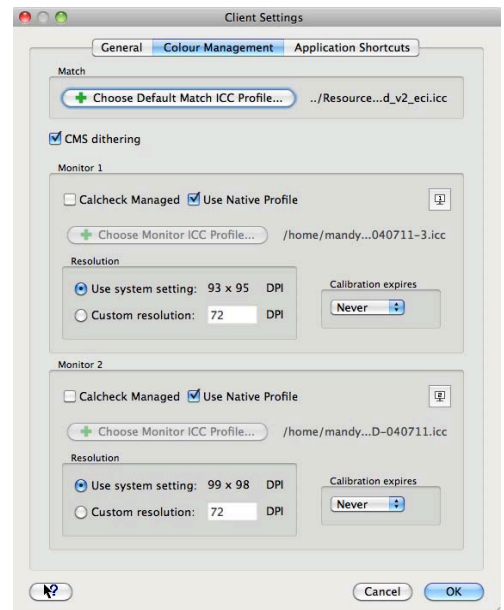 Client Settings
General Colour Management Application Shortcuts
Match
Choose Default Match ICC Profile... ../Resource...d_v2_eci.icc
CMS dithering
Monitor 1
Calcheck Managed Use Native Profile
1
Choose Monitor ICC Profile... /home/mandy...040711-3.icc
Resolution
Use system setting: 93 x 95 DPI
Custom resolution: 72 DPI
Calibration expires
Never
Monitor 2
Calcheck Managed Use Native Profile
Choose Monitor ICC Profile... /home/mandy...D-040711.icc
Resolution
Use system setting: 99 x 98 DPI
Custom resolution: 72 DPI
Calibration expires
Never
? Cancel OK